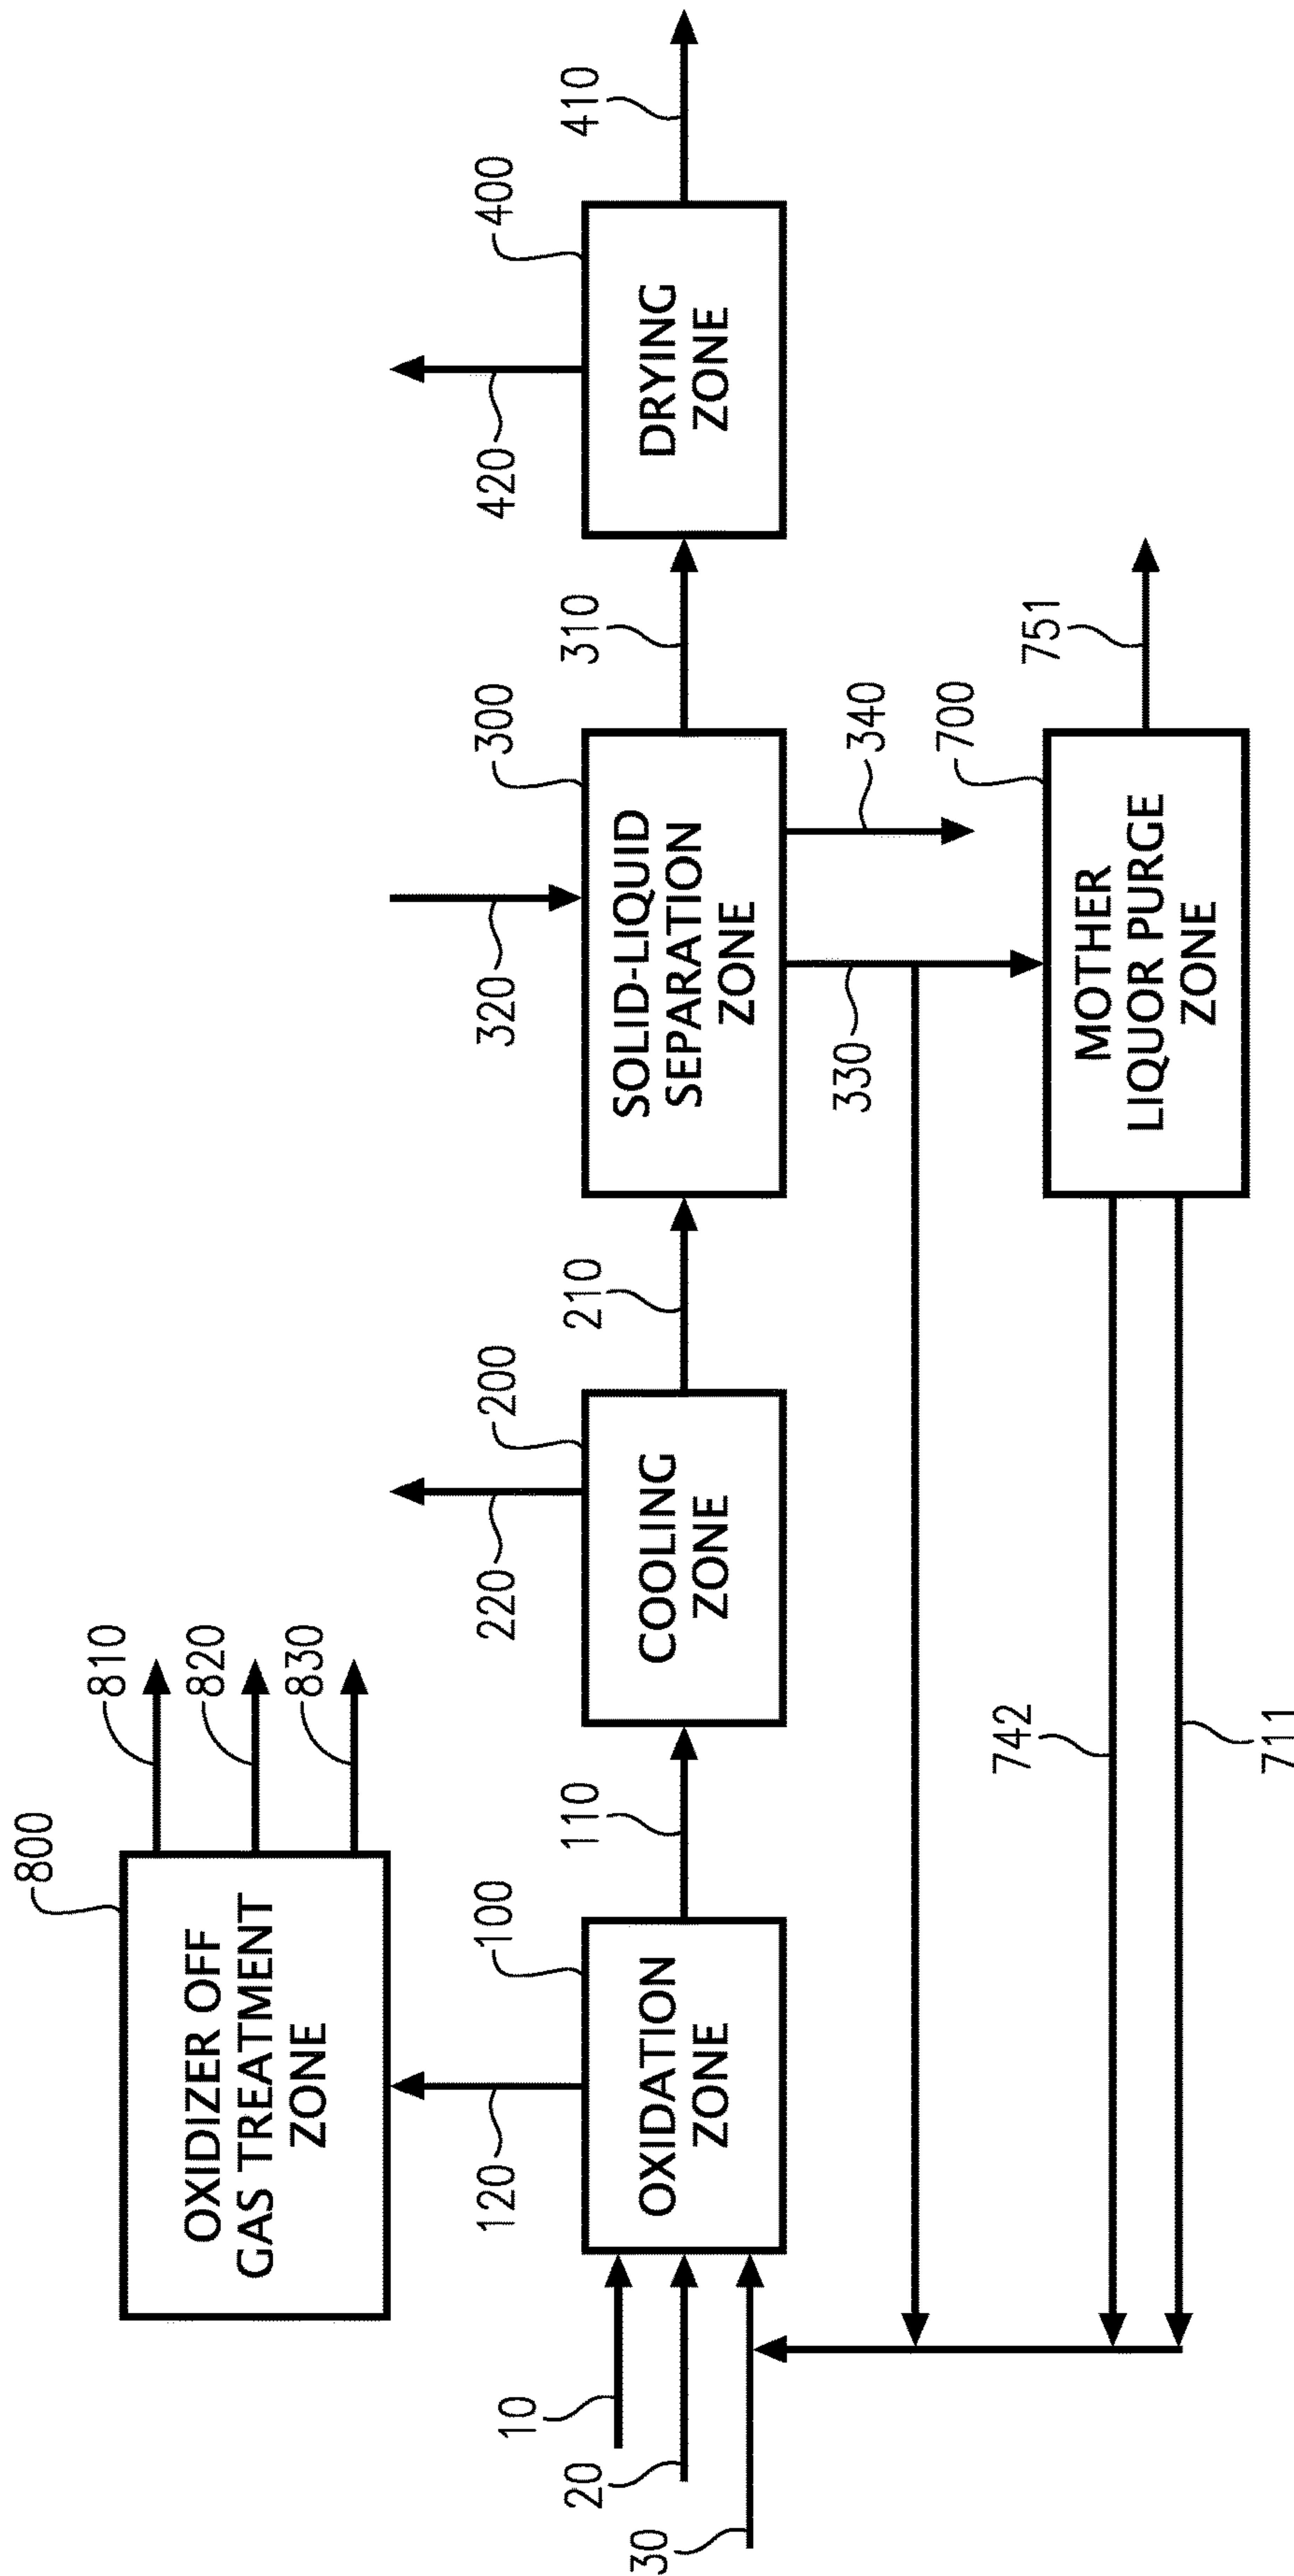 800
OXIDIZER OFF
GAS TREATMENT
ZONE
810
820
830
120
220
320
420
100
200
300
400
10
20
30
OXIDATION
ZONE
110
COOLING
ZONE
210
SOLID-LIQUID
SEPARATION
ZONE
310
DRYING
ZONE
410
330
340
700
742
711
MOTHER
LIQUOR PURGE
ZONE
751